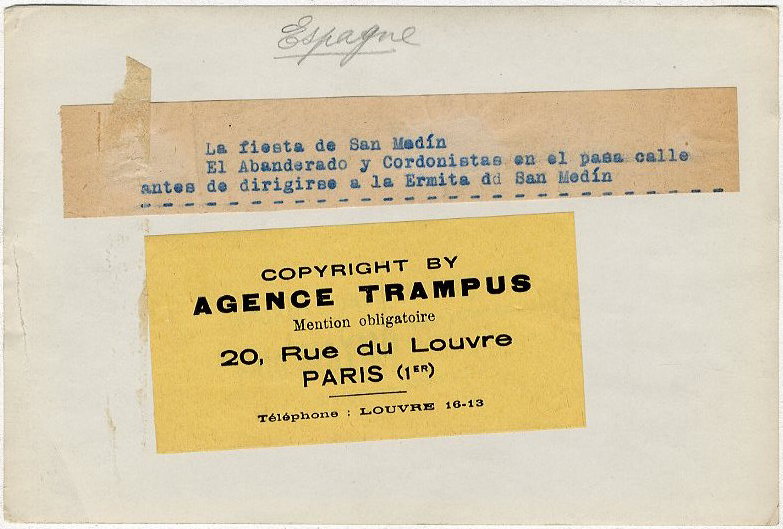 Espagne
La fiesta de San Medín
El Abanderado y Cordonistas en el pasa calle
antes de dirigirse a la Ermita dd San Medín
COPYRIGHT BY
AGENCE TRAMPUS
Mention obligatoire
20, Rue du Louvre
PARIS (1ER)
Téléphone : LOUVRE 16-13